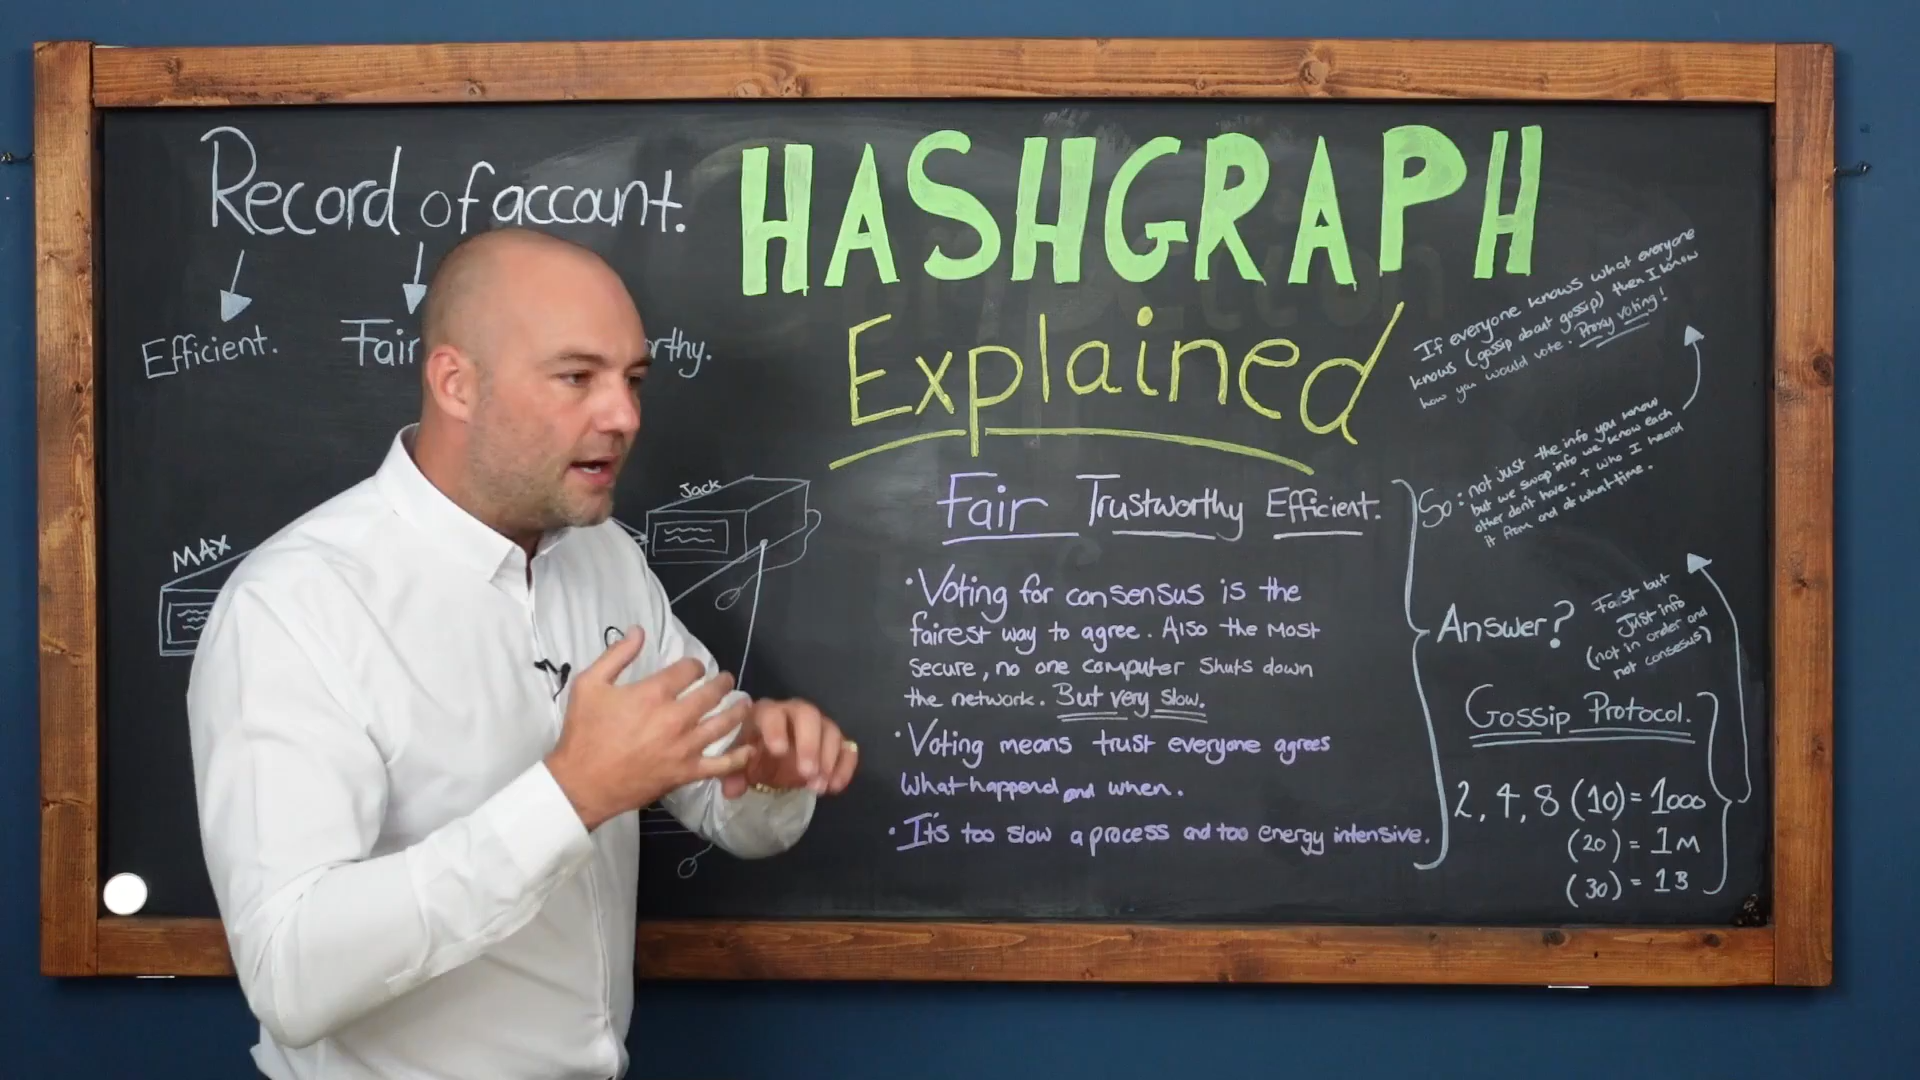 Record of account.
Efficient.
Fair
rthy.
MAX
Jack
HASHGRAPH
Explained
Fair Trustworthy Efficient.
• Voting for consensus is the
fairest way to agree. Also the most
secure, no one computer shuts down
the network. But very slow.
• Voting means trust everyone agrees
what happend and when.
• It's too slow a process and too energy intensive.
If everyone knows what everyone
knows (gossip about gossip) then I know
how you would vote. Proxy voting!
So: not just the info you know
but we swop info we know each
other don't have. + who I heard
it from and at what time.
Answer?
Fast but
Just info
(not in order and
not consesus)
Gossip Protocol.
2, 4, 8 (10) = 1000
(20) = 1M
(30) = 1B